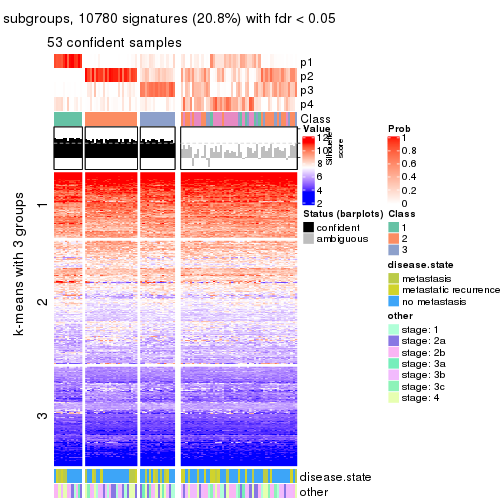 subgroups, 10780 signatures (20.8%) with fdr < 0.05
53 confident samples
p1
p2
p3
p4
Class
Silhouette
score
k-means with 3 groups
1
2
3
Value
12
8
6
4
2
Prob
1
0.8
0.6
0.4
0.2
0
Status (barplots)
confident
ambiguous
Class
1
2
3
disease.state
metastasis
metastatic recurrence
no metastasis
other
stage: 1
stage: 2a
stage: 2b
stage: 3a
stage: 3b
stage: 3c
stage: 4
disease.state
other